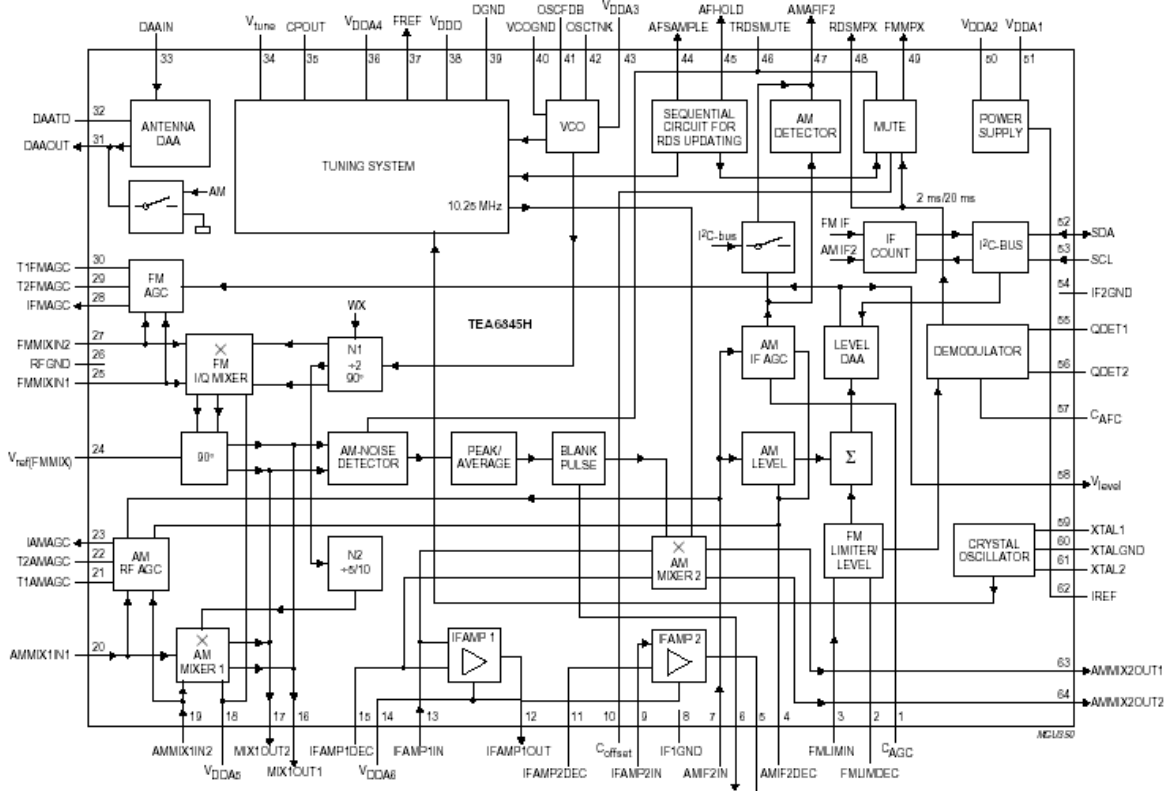 DGND OSCFDB VDDA3 AFHOLD AMAFIF2
DAAIN Vtune CPOUT VDDA4 FREF VDDD VCOGND OSCTNK AFSAMPLE TRDSMUTE RDSMPX FMMPX VDDA2 VDDA1
33 34 35 36 37 38 39 40 41 42 43 44 45 46 47 48 49 50 51
DAATD 32
DAAOUT 31
ANTENNA
DAA
TUNING SYSTEM
VCO
SEQUENTIAL
CIRCUIT FOR
RDS UPDATING
AM
DETECTOR
MUTE
POWER
SUPPLY
AM
10.25 MHz
2 ms/20 ms
I2C-bus
FM IF
AM IF2
IF
COUNT
I2C-BUS
52 SDA
53 SCL
54 IF2GND
T1FMAGC 30
T2FMAGC 29
IFMAGC 28
FM
AGC
WX
TEA6845H
FMMIXIN2 27
RFGND 26
FMMIXIN1 25
×
FM
I/Q MIXER
N1
÷2
90o
AM
IF AGC
LEVEL
DAA
DEMODULATOR
55 QDET1
56 QDET2
57 CAFC
Vref(FMMIX) 24
90o
AM-NOISE
DETECTOR
PEAK/
AVERAGE
BLANK
PULSE
AM
LEVEL
Σ
58 Vlevel
IAMAGC 23
T2AMAGC 22
T1AMAGC 21
AM
RF AGC
N2
÷5/10
×
AM
MIXER 2
FM
LIMITER/
LEVEL
CRYSTAL
OSCILLATOR
59 XTAL1
60 XTALGND
61 XTAL2
62 IREF
AMMIX1IN1 20
×
AM
MIXER 1
IFAMP 1
IFAMP 2
63 AMMIX2OUT1
64 AMMIX2OUT2
19 18 17 16 15 14 13 12 11 10 9 8 7 6 5 4 3 2 1
MGU350
AMMIX1IN2 MIX1OUT2 IFAMP1DEC IFAMP1IN IFAMP1OUT Coffset IF1GND FMLIMIN CAGC
VDDA5 MIX1OUT1 VDDA6 IFAMP2DEC IFAMP2IN AMIF2IN AMIF2DEC FMLIMDEC